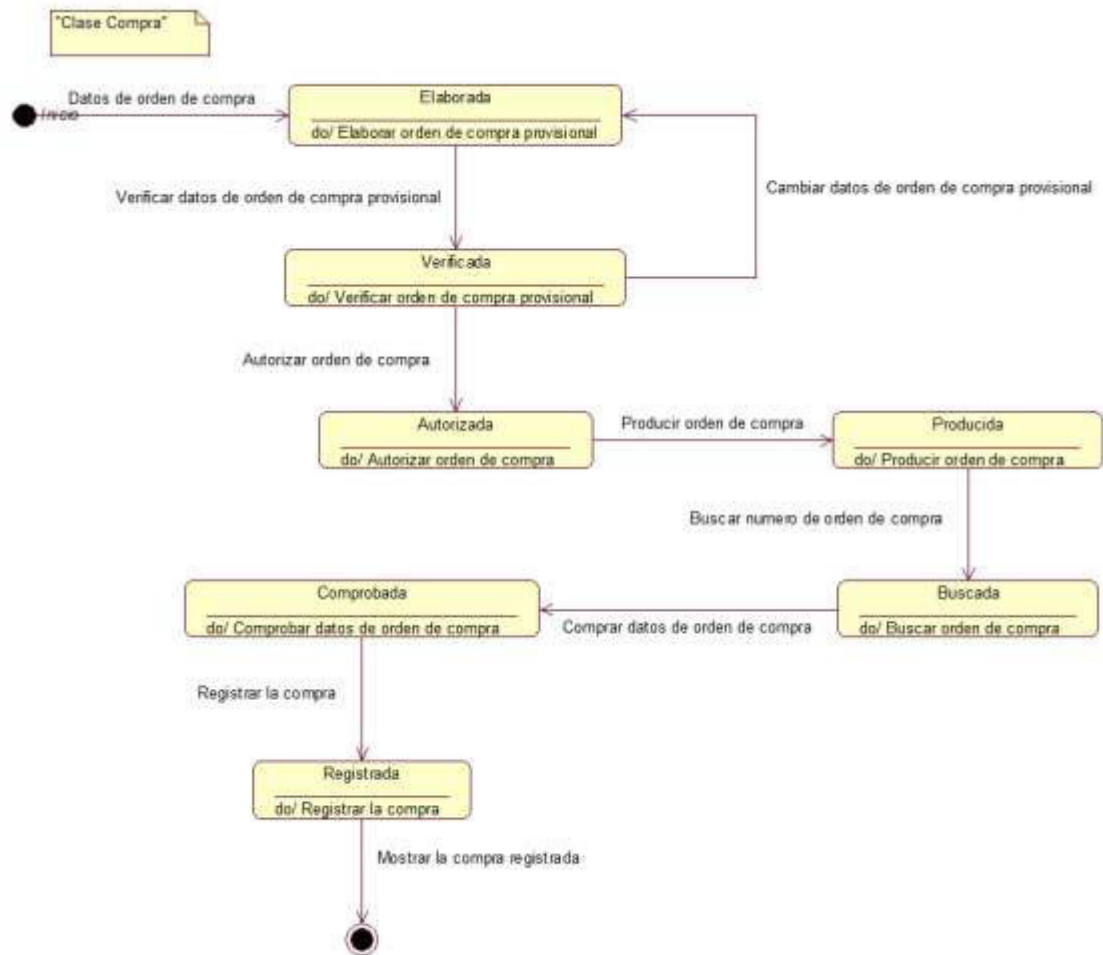 "Clase Compra"
Datos de orden de compra
Inicio
Elaborada
do/ Elaborar orden de compra provisional
Verificar datos de orden de compra provisional
Cambiar datos de orden de compra provisional
Verificada
do/ Verificar orden de compra provisional
Autorizar orden de compra
Autorizada
do/ Autorizar orden de compra
Producir orden de compra
Producida
do/ Producir orden de compra
Buscar numero de orden de compra
Buscada
do/ Buscar orden de compra
Comprar datos de orden de compra
Comprobada
do/ Comprobar datos de orden de compra
Registrar la compra
Registrada
do/ Registrar la compra
Mostrar la compra registrada